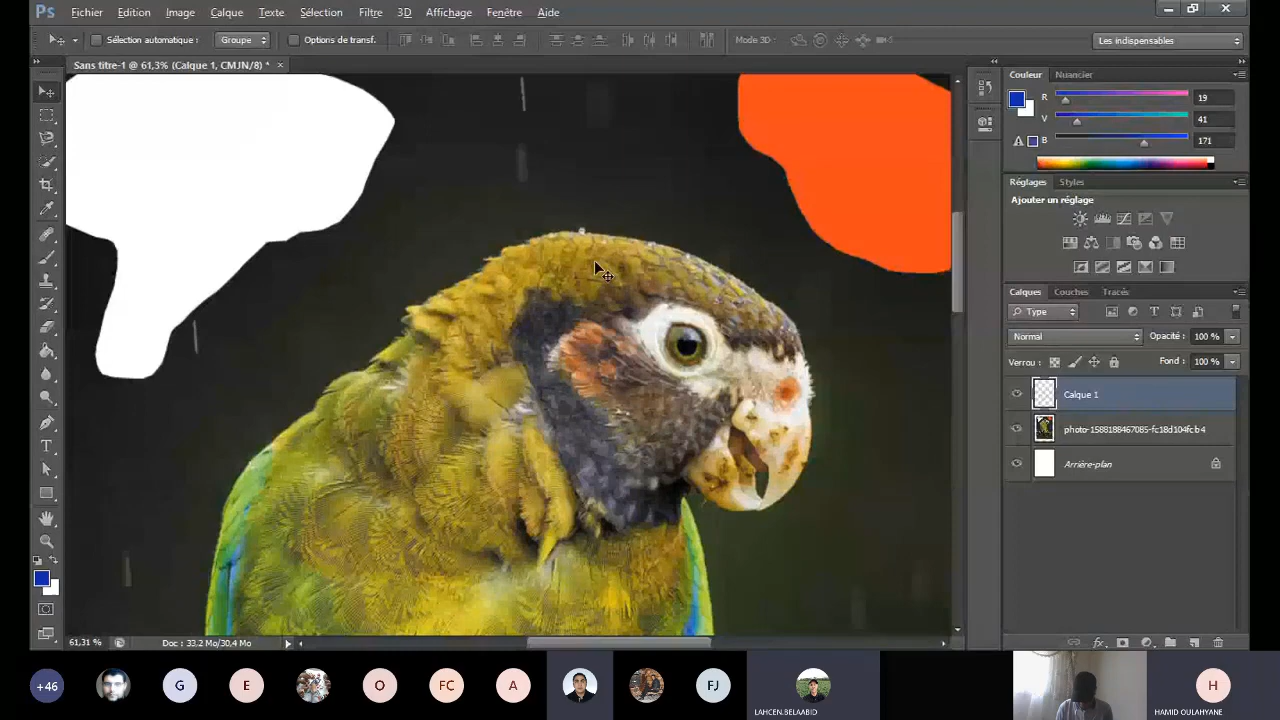 Ps Fichier Edition Image Calque Texte Sélection Filtre 3D Affichage Fenêtre Aide
Sélection automatique : Groupe Options de transf. Mode 3D : Les indispensables
Sans titre-1 @ 61,3% (Calque 1, CMJN/8) * ×
Couleur Nuancier
R 19
V 41
B 171
Réglages Styles
Ajouter un réglage
Calques Couches Tracés
Type
Normal Opacité : 100 %
Verrou : Fond : 100 %
Calque 1
photo-1588188467085-fc18d104fcb4
Arrière-plan
61,31 % Doc : 33,2 Mo/30,4 Mo
+46 G E O FC A FJ H
LAHCEN.BELAABID HAMID OULAHYANE